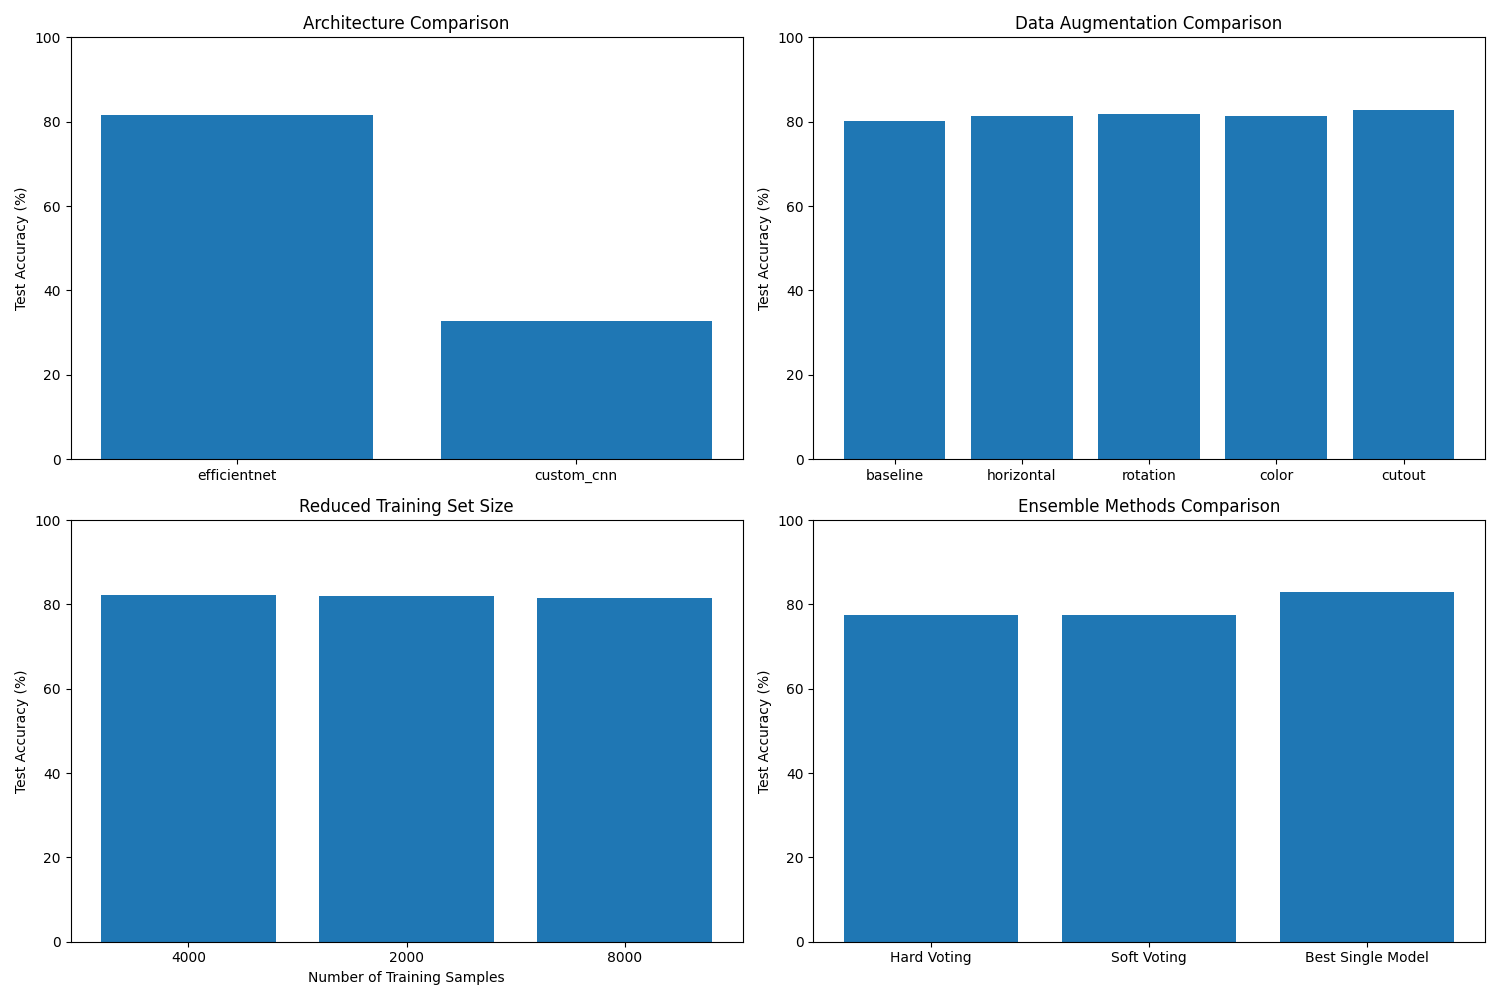 Architecture Comparison
Test Accuracy (%)
100
80
60
40
20
0
efficientnet custom_cnn
Data Augmentation Comparison
Test Accuracy (%)
100
80
60
40
20
0
baseline horizontal rotation color cutout
Reduced Training Set Size
Test Accuracy (%)
100
80
60
40
20
0
4000 2000 8000
Number of Training Samples
Ensemble Methods Comparison
Test Accuracy (%)
100
80
60
40
20
0
Hard Voting Soft Voting Best Single Model